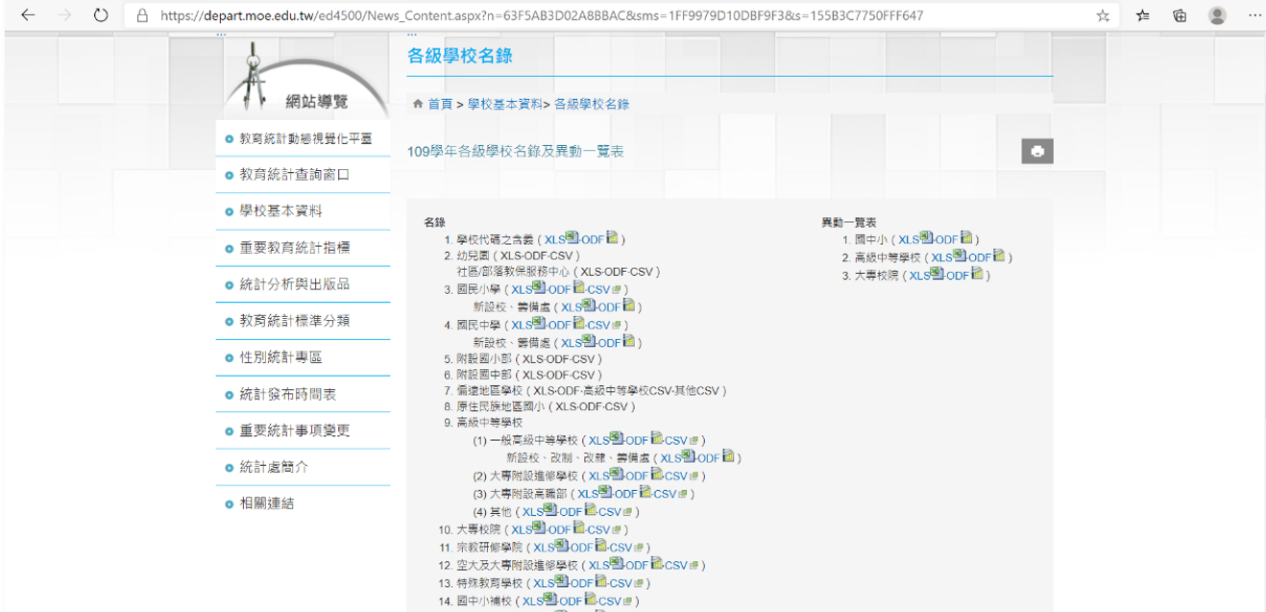 https://depart.moe.edu.tw/ed4500/News_Content.aspx?n=63F5AB3D02A8BBAC&sms=1FF9979D10DBF9F3&s=155B3C7750FFF647
...
網站導覽
教育統計動態視覺化平臺
教育統計查詢窗口
學校基本資料
重要教育統計指標
統計分析與出版品
教育統計標準分類
性別統計專區
統計發布時間表
重要統計事項變更
統計處簡介
相關連結
...
各級學校名錄
首頁 > 學校基本資料> 各級學校名錄
109學年各級學校名錄及異動一覽表
名錄
1. 學校代碼之含義 ( XLS-ODF )
2. 幼兒園 ( XLS-ODF-CSV )
社區/部落教保服務中心 ( XLS-ODF-CSV )
3. 國民小學 ( XLS-ODF-CSV )
新設校、籌備處 ( XLS-ODF )
4. 國民中學 ( XLS-ODF-CSV )
新設校、籌備處 ( XLS-ODF )
5. 附設國小部 ( XLS-ODF-CSV )
6. 附設國中部 ( XLS-ODF-CSV )
7. 偏遠地區學校 ( XLS-ODF-高級中等學校CSV-其他CSV )
8. 原住民族地區國小 ( XLS-ODF-CSV )
9. 高級中等學校
(1) 一般高級中等學校 ( XLS-ODF-CSV )
新設校、改制、改隸、籌備處 ( XLS-ODF )
(2) 大專附設進修學校 ( XLS-ODF-CSV )
(3) 大專附設高職部 ( XLS-ODF-CSV )
(4) 其他 ( XLS-ODF-CSV )
10. 大專校院 ( XLS-ODF-CSV )
11. 宗教研修學院 ( XLS-ODF-CSV )
12. 空大及大專附設進修學校 ( XLS-ODF-CSV )
13. 特殊教育學校 ( XLS-ODF-CSV )
14. 國中小補校 ( XLS-ODF-CSV )
異動一覽表
1. 國中小 ( XLS-ODF )
2. 高級中等學校 ( XLS-ODF )
3. 大專校院 ( XLS-ODF )